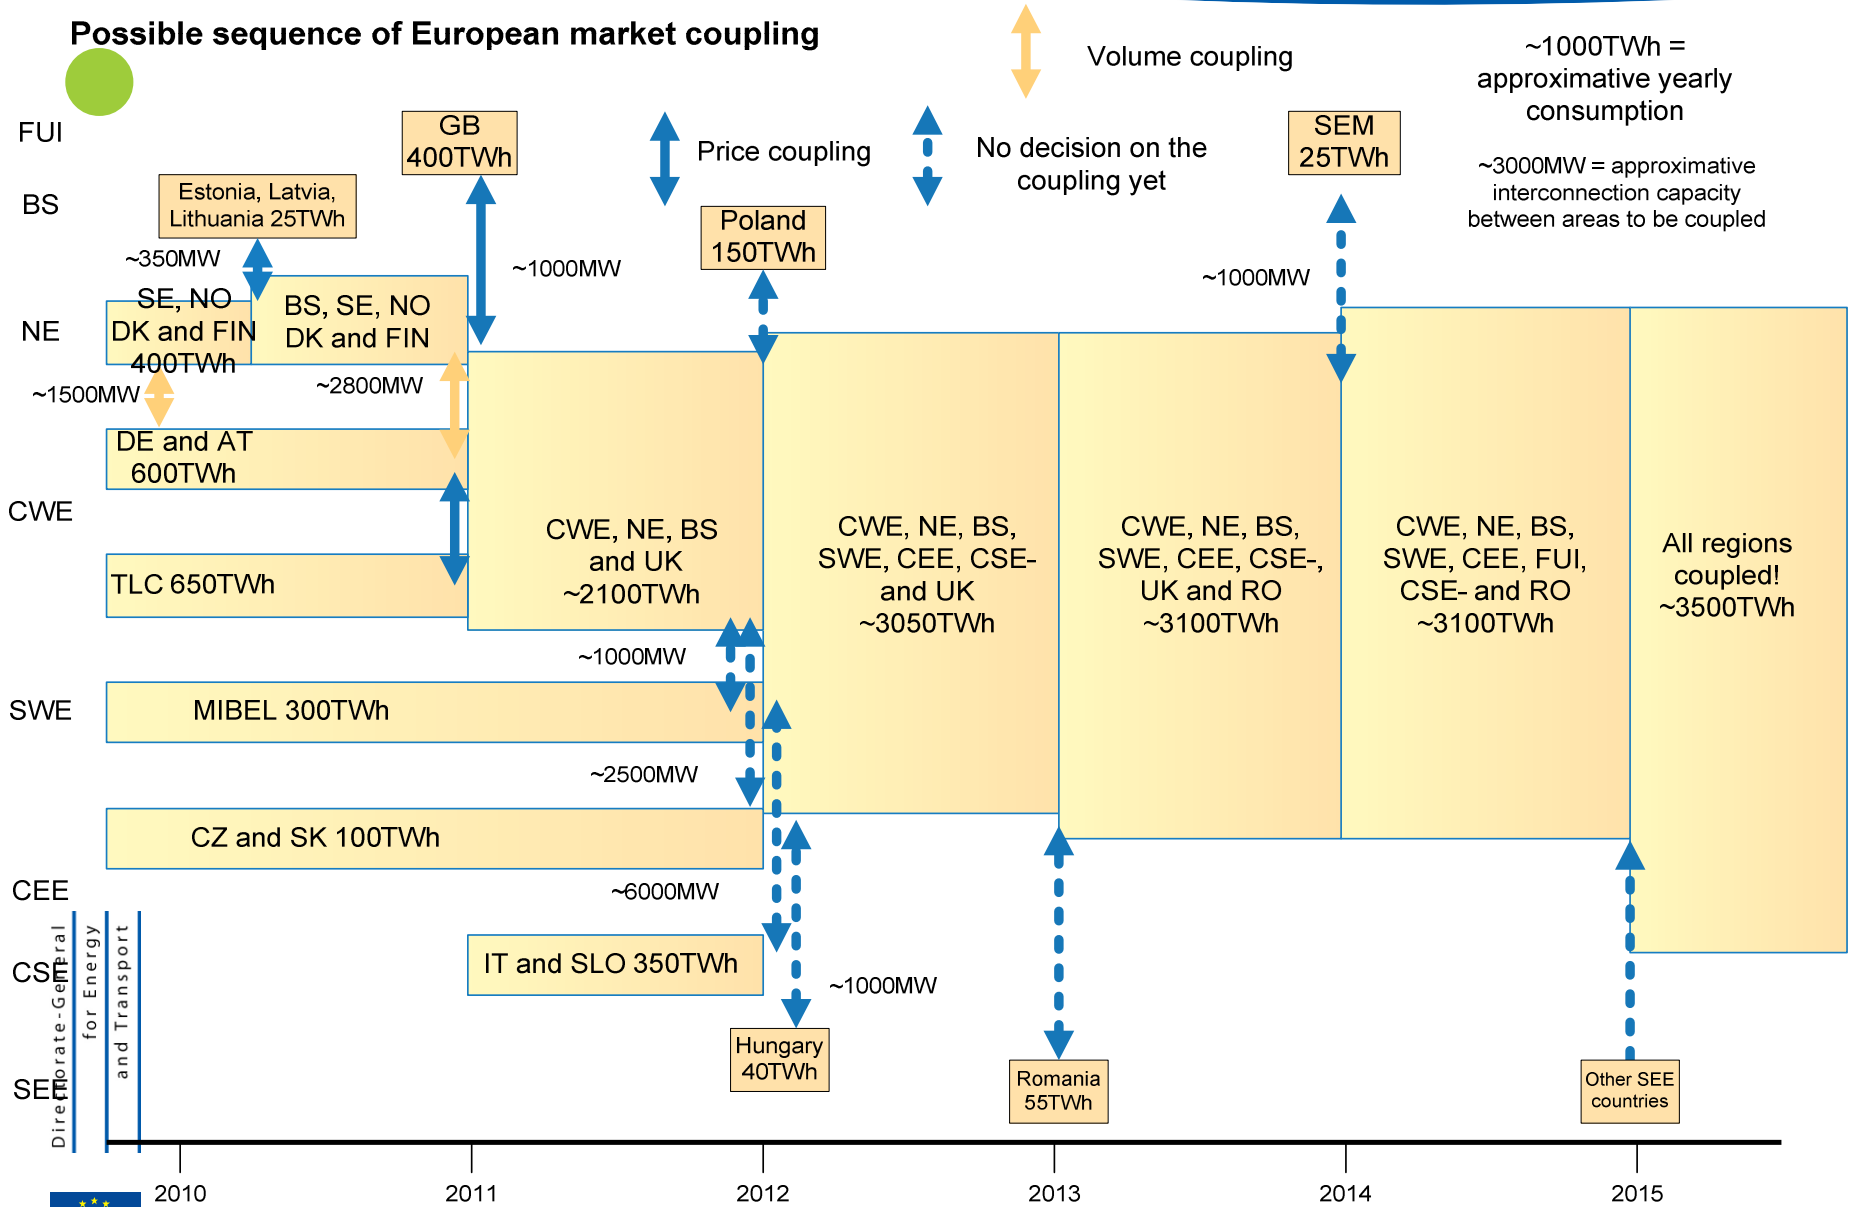 Possible sequence of European market coupling
Volume coupling
~1000TWh =
approximative yearly
consumption
FUI
GB
400TWh
Price coupling
No decision on the
coupling yet
SEM
25TWh
~3000MW = approximative
interconnection capacity
between areas to be coupled
BS
Estonia, Latvia,
Lithuania 25TWh
Poland
150TWh
~350MW
~1000MW
~1000MW
NE
SE, NO
DK and FIN
400TWh
BS, SE, NO
DK and FIN
~1500MW
~2800MW
DE and AT
600TWh
CWE
TLC 650TWh
CWE, NE, BS
and UK
~2100TWh
CWE, NE, BS,
SWE, CEE, CSE-
and UK
~3050TWh
CWE, NE, BS,
SWE, CEE, CSE-,
UK and RO
~3100TWh
CWE, NE, BS,
SWE, CEE, FUI,
CSE- and RO
~3100TWh
All regions
coupled!
~3500TWh
~1000MW
SWE
MIBEL 300TWh
~2500MW
CZ and SK 100TWh
CEE
~6000MW
CSE
IT and SLO 350TWh
~1000MW
SEE
Hungary
40TWh
Romania
55TWh
Other SEE
countries
Directorate-General
for Energy
and Transport
2010
2011
2012
2013
2014
2015